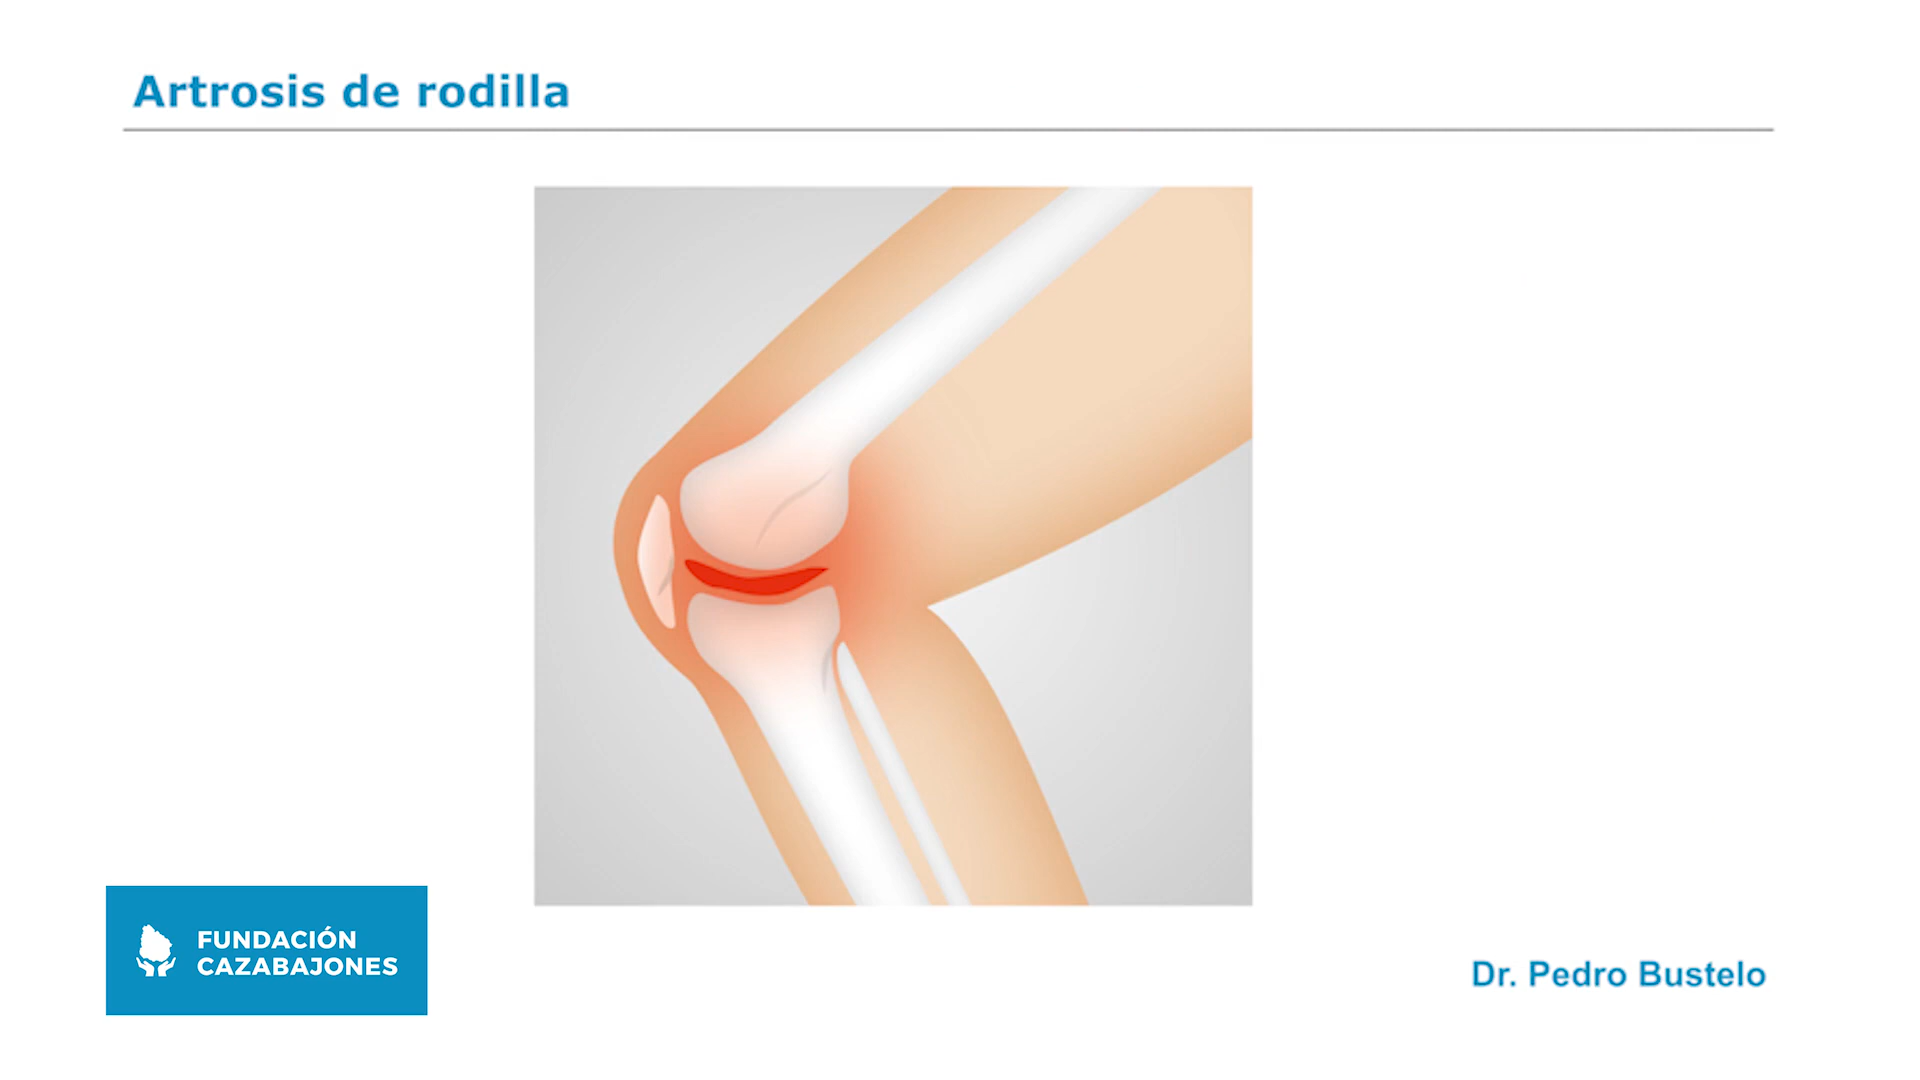 Artrosis de rodilla
FUNDACIÓN
CAZABAJONES
Dr. Pedro Bustelo